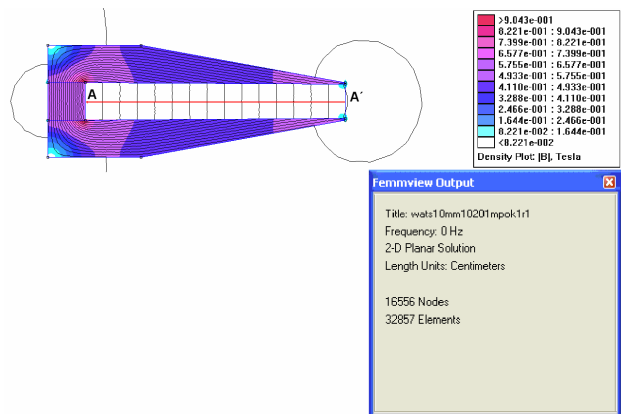 A
A´
>9.043e-001
8.221e-001 : 9.043e-001
7.399e-001 : 8.221e-001
6.577e-001 : 7.399e-001
5.755e-001 : 6.577e-001
4.933e-001 : 5.755e-001
4.110e-001 : 4.933e-001
3.288e-001 : 4.110e-001
2.466e-001 : 3.288e-001
1.644e-001 : 2.466e-001
8.221e-002 : 1.644e-001
<8.221e-002
Density Plot: |B|, Tesla
Femmview Output
Title: wats10mm10201mpok1r1
Frequency: 0 Hz
2-D Planar Solution
Length Units: Centimeters
16556 Nodes
32857 Elements